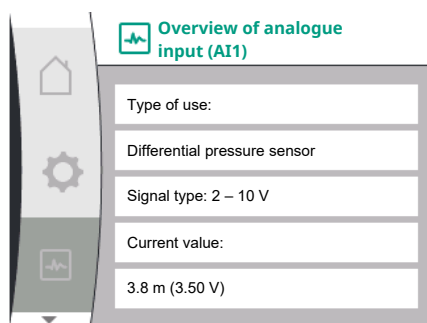 Overview of analogue
input (AI1)
Type of use:
Differential pressure sensor
Signal type: 2 – 10 V
Current value:
3.8 m (3.50 V)